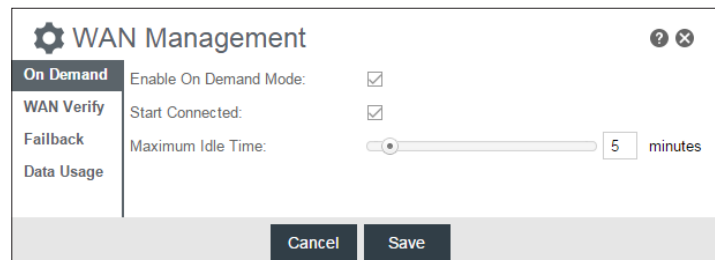 WAN Management
On Demand
Enable On Demand Mode:
WAN Verify
Start Connected:
Failback
Maximum Idle Time:
5 minutes
Data Usage
Cancel
Save